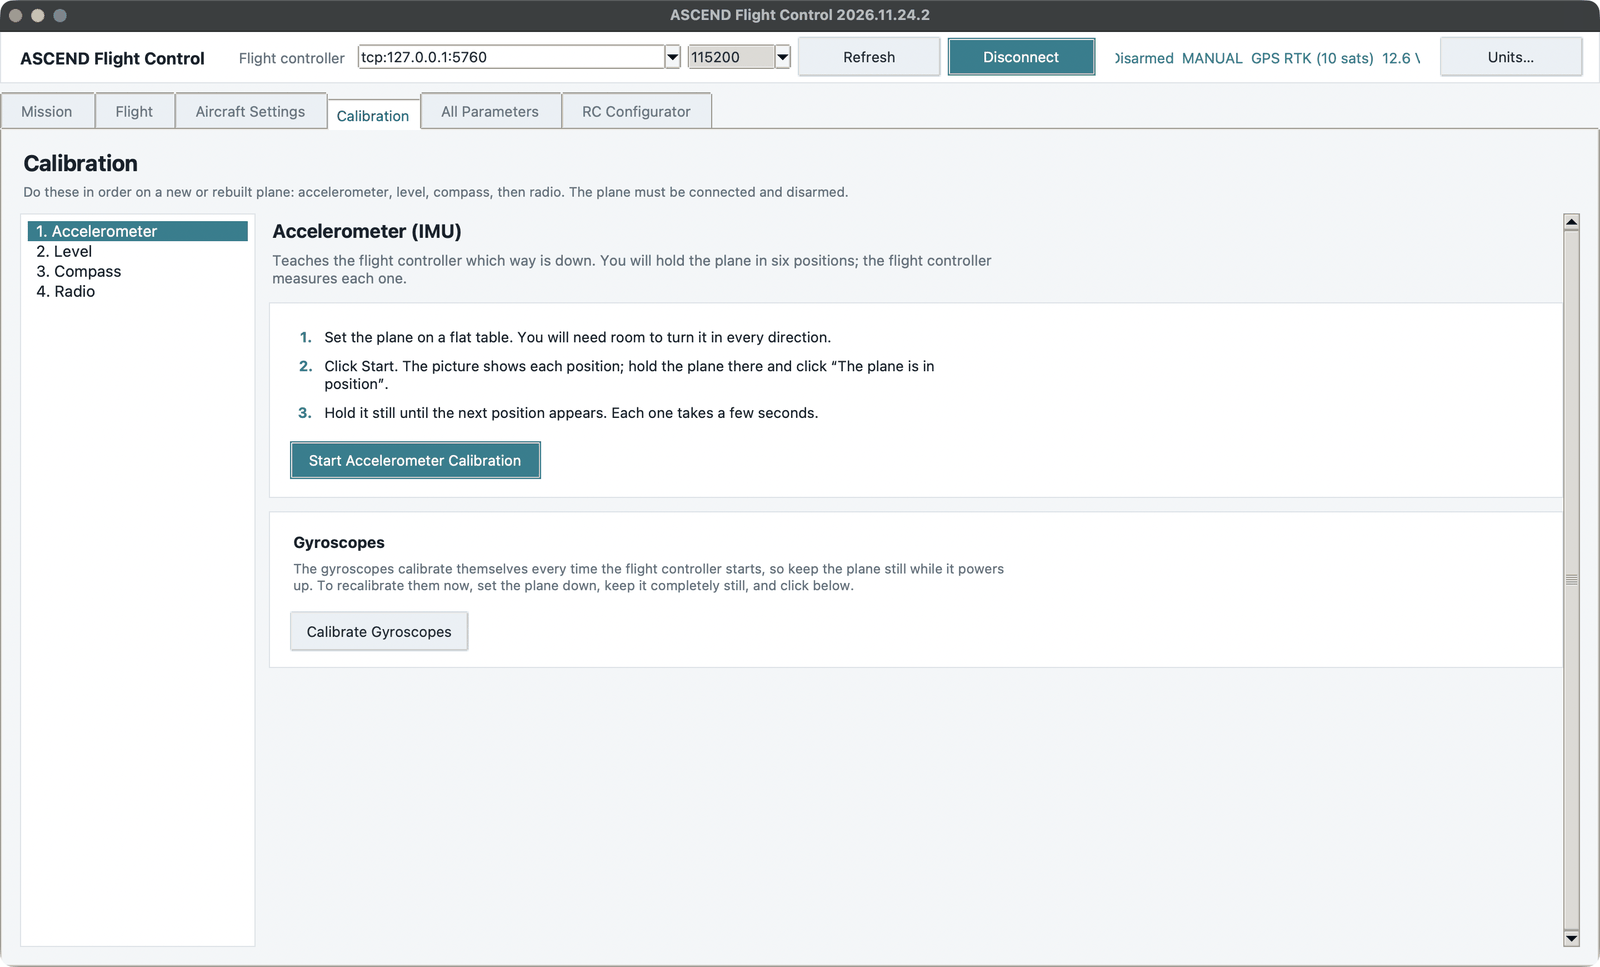 ASCEND Flight Control 2026.11.24.2
ASCEND Flight Control
Flight controller
tcp:127.0.0.1:5760
115200
Refresh
Disconnect
Disarmed MANUAL GPS RTK (10 sats) 12.6 V
Units...
Mission
Flight
Aircraft Settings
Calibration
All Parameters
RC Configurator
Calibration
Do these in order on a new or rebuilt plane: accelerometer, level, compass, then radio. The plane must be connected and disarmed.
1. Accelerometer
2. Level
3. Compass
4. Radio
Accelerometer (IMU)
Teaches the flight controller which way is down. You will hold the plane in six positions; the flight controller
measures each one.
1. Set the plane on a flat table. You will need room to turn it in every direction.
2. Click Start. The picture shows each position; hold the plane there and click “The plane is in
position”.
3. Hold it still until the next position appears. Each one takes a few seconds.
Start Accelerometer Calibration
Gyroscopes
The gyroscopes calibrate themselves every time the flight controller starts, so keep the plane still while it powers
up. To recalibrate them now, set the plane down, keep it completely still, and click below.
Calibrate Gyroscopes